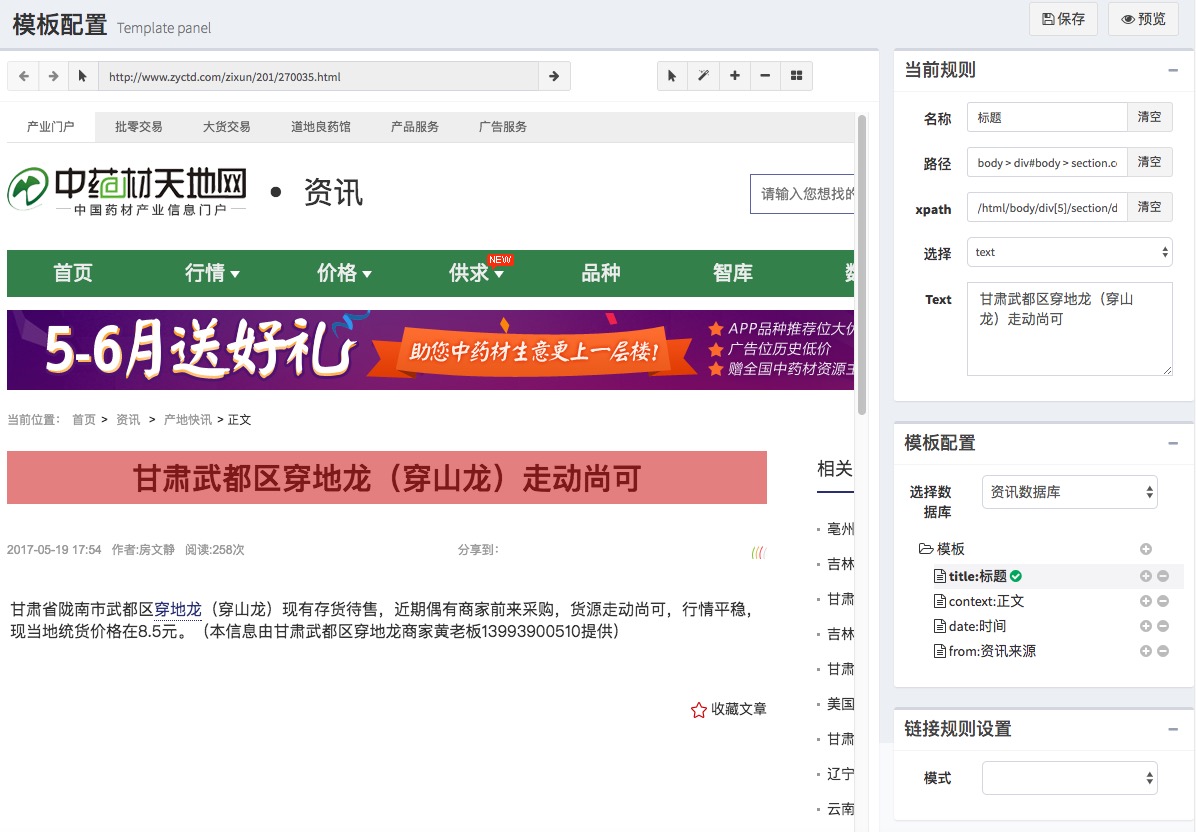 模板配置 Template panel
保存 预览
http://www.zyctd.com/zixun/201/270035.html
产业门户 批零交易 大货交易 道地良药馆 产品服务 广告服务
中药材天地网
中国药材产业信息门户
• 资讯
请输入您想找的
首页 行情 价格 供求 NEW 品种 智库
5-6月送好礼
助您中药材生意更上一层楼!
APP品种推荐位大优
广告位历史低价
赠全国中药材资源主
当前位置: 首页 > 资讯 > 产地快讯 > 正文
甘肃武都区穿地龙（穿山龙）走动尚可
2017-05-19 17:54 作者:房文静 阅读:258次 分享到:
甘肃省陇南市武都区穿地龙（穿山龙）现有存货待售，近期偶有商家前来采购，货源走动尚可，行情平稳，
现当地统货价格在8.5元。（本信息由甘肃武都区穿地龙商家黄老板13993900510提供）
收藏文章
相关
亳州
吉林
甘肃
吉林
甘肃
美国
甘肃
辽宁
云南
当前规则
名称 标题 清空
路径 body > div#body > section.c 清空
xpath /html/body/div[5]/section/d 清空
选择 text
Text 甘肃武都区穿地龙（穿山
龙）走动尚可
模板配置
选择数
据库
资讯数据库
模板
title:标题
context:正文
date:时间
from:资讯来源
链接规则设置
模式